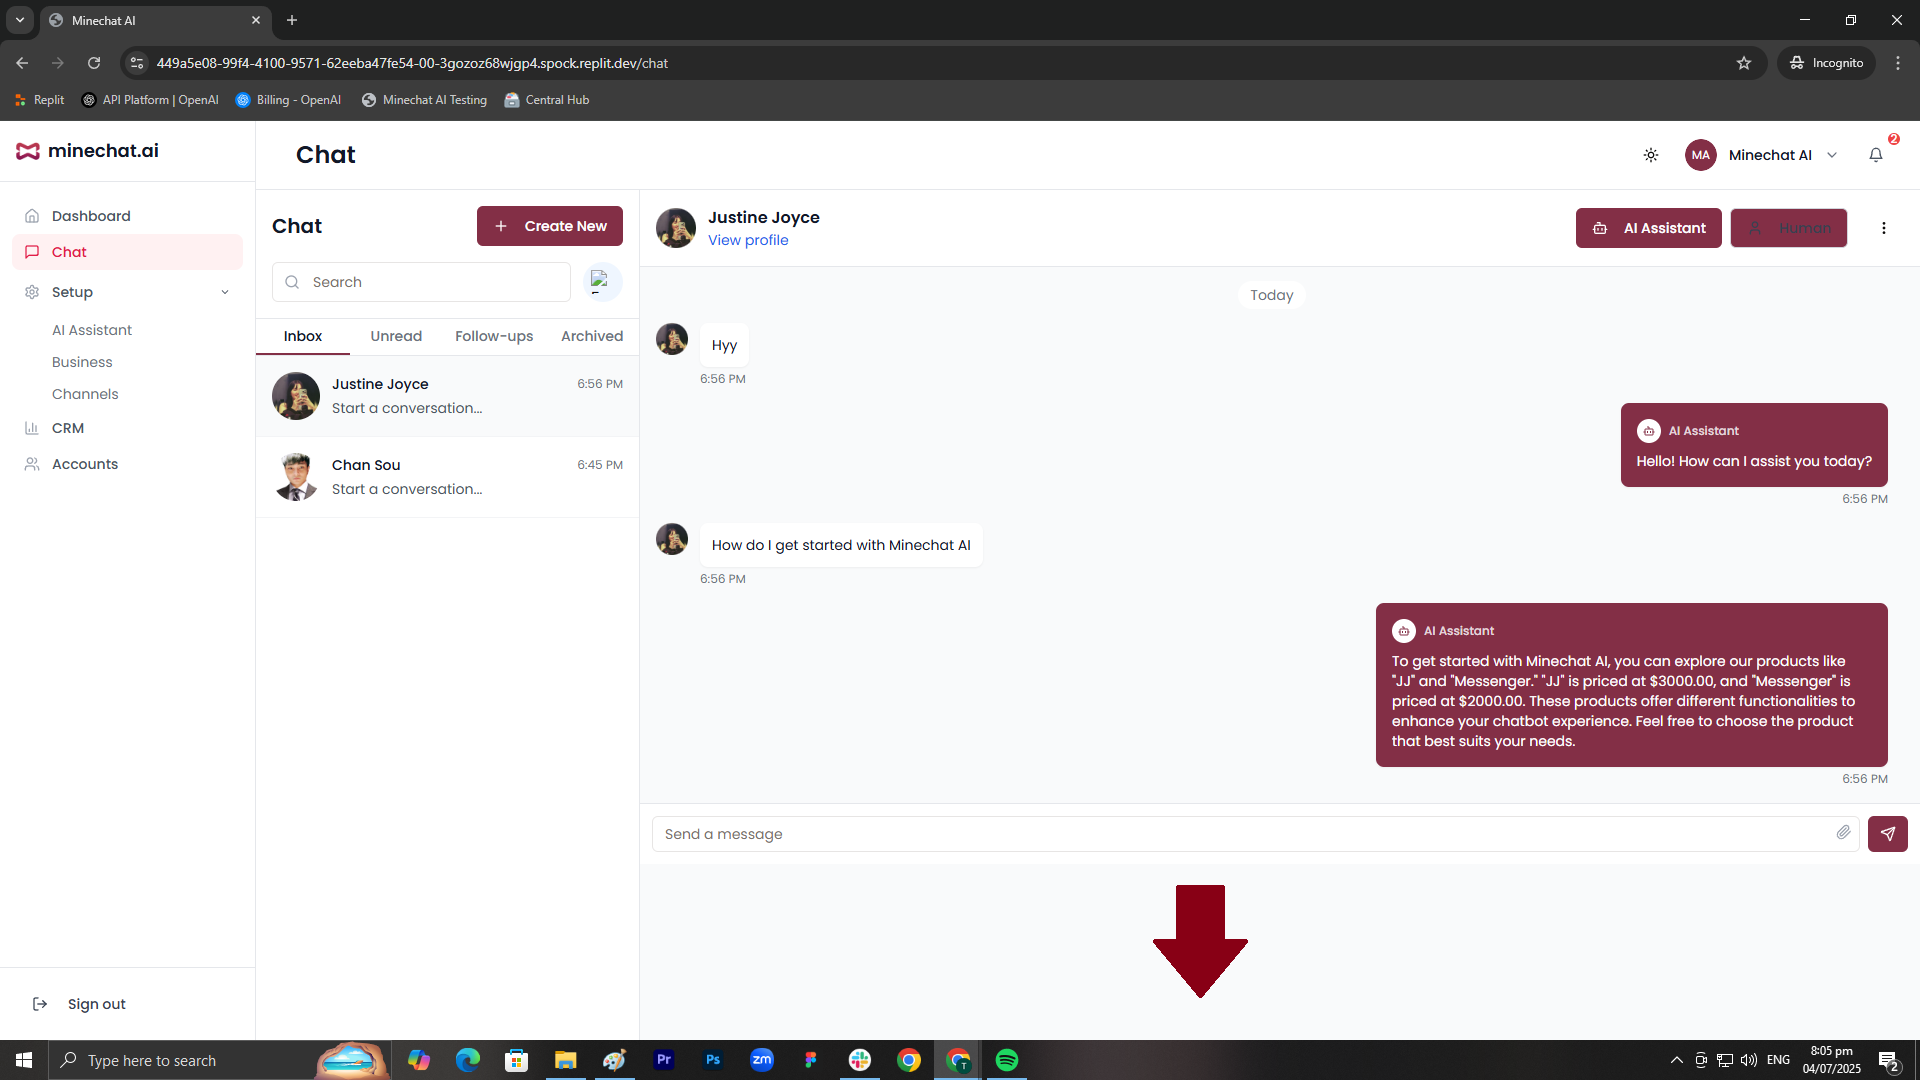 Minechat AI
449a5e08-99f4-4100-9571-62eeba47fe54-00-3gozoz68wjgp4.spock.replit.dev/chat
Incognito
Replit
API Platform | OpenAI
Billing - OpenAI
Minechat AI Testing
Central Hub
minechat.ai
Chat
MA
Minechat AI
2
Dashboard
Chat
Setup
AI Assistant
Business
Channels
CRM
Accounts
Sign out
Chat
Create New
Search
Inbox
Unread
Follow-ups
Archived
Justine Joyce
6:56 PM
Start a conversation...
Chan Sou
6:45 PM
Start a conversation...
Justine Joyce
View profile
AI Assistant
Human
Today
Hyy
6:56 PM
AI Assistant
Hello! How can I assist you today?
6:56 PM
How do I get started with Minechat AI
6:56 PM
AI Assistant
To get started with Minechat AI, you can explore our products like
"JJ" and "Messenger." "JJ" is priced at $3000.00, and "Messenger" is
priced at $2000.00. These products offer different functionalities to
enhance your chatbot experience. Feel free to choose the product
that best suits your needs.
6:56 PM
Send a message
Type here to search
Pr
Ps
zm
T
ENG
8:05 pm
04/07/2025
2